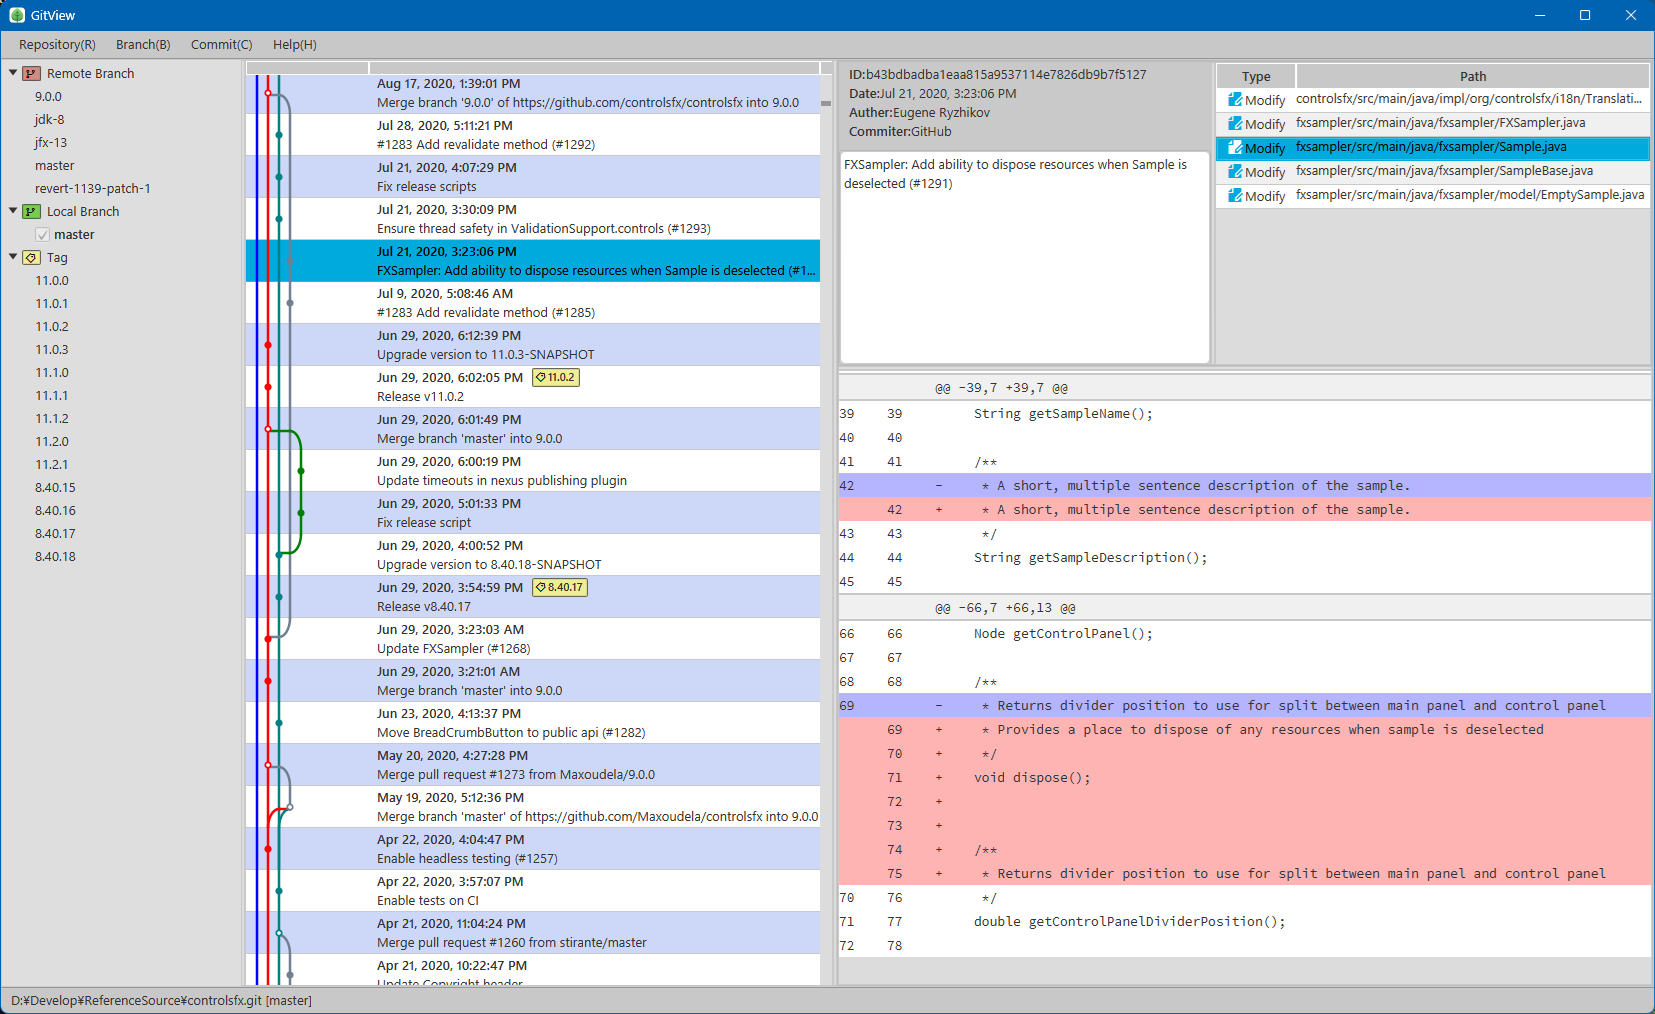 GitView
Repository(R) Branch(B) Commit(C) Help(H)
Remote Branch
9.0.0
jdk-8
jfx-13
master
revert-1139-patch-1
Local Branch
master
Tag
11.0.0
11.0.1
11.0.2
11.0.3
11.1.0
11.1.1
11.1.2
11.2.0
11.2.1
8.40.15
8.40.16
8.40.17
8.40.18
Aug 17, 2020, 1:39:01 PM
Merge branch '9.0.0' of https://github.com/controlsfx/controlsfx into 9.0.0
Jul 28, 2020, 5:11:21 PM
#1283 Add revalidate method (#1292)
Jul 21, 2020, 4:07:29 PM
Fix release scripts
Jul 21, 2020, 3:30:09 PM
Ensure thread safety in ValidationSupport.controls (#1293)
Jul 21, 2020, 3:23:06 PM
FXSampler: Add ability to dispose resources when Sample is deselected (#1...
Jul 9, 2020, 5:08:46 AM
#1283 Add revalidate method (#1285)
Jun 29, 2020, 6:12:39 PM
Upgrade version to 11.0.3-SNAPSHOT
Jun 29, 2020, 6:02:05 PM 11.0.2
Release v11.0.2
Jun 29, 2020, 6:01:49 PM
Merge branch 'master' into 9.0.0
Jun 29, 2020, 6:00:19 PM
Update timeouts in nexus publishing plugin
Jun 29, 2020, 5:01:33 PM
Fix release script
Jun 29, 2020, 4:00:52 PM
Upgrade version to 8.40.18-SNAPSHOT
Jun 29, 2020, 3:54:59 PM 8.40.17
Release v8.40.17
Jun 29, 2020, 3:23:03 AM
Update FXSampler (#1268)
Jun 29, 2020, 3:21:01 AM
Merge branch 'master' into 9.0.0
Jun 23, 2020, 4:13:37 PM
Move BreadCrumbButton to public api (#1282)
May 20, 2020, 4:27:28 PM
Merge pull request #1273 from Maxoudela/9.0.0
May 19, 2020, 5:12:36 PM
Merge branch 'master' of https://github.com/Maxoudela/controlsfx into 9.0.0
Apr 22, 2020, 4:04:47 PM
Enable headless testing (#1257)
Apr 22, 2020, 3:57:07 PM
Enable tests on CI
Apr 21, 2020, 11:04:24 PM
Merge pull request #1260 from stirante/master
Apr 21, 2020, 10:22:47 PM
Update Copyright header
ID:b43bdbadba1eaa815a9537114e7826db9b7f5127
Date:Jul 21, 2020, 3:23:06 PM
Auther:Eugene Ryzhikov
Commiter:GitHub
FXSampler: Add ability to dispose resources when Sample is
deselected (#1291)
Type Path
Modify controlsfx/src/main/java/impl/org/controlsfx/i18n/Translati...
Modify fxsampler/src/main/java/fxsampler/FXSampler.java
Modify fxsampler/src/main/java/fxsampler/Sample.java
Modify fxsampler/src/main/java/fxsampler/SampleBase.java
Modify fxsampler/src/main/java/fxsampler/model/EmptySample.java
@@ -39,7 +39,7 @@
39 39 String getSampleName();
40 40
41 41 /**
42 - * A short, multiple sentence description of the sample.
42 + * A short, multiple sentence description of the sample.
43 43 */
44 44 String getSampleDescription();
45 45
@@ -66,7 +66,13 @@
66 66 Node getControlPanel();
67 67
68 68 /**
69 - * Returns divider position to use for split between main panel and control panel
69 + * Provides a place to dispose of any resources when sample is deselected
70 + */
71 + void dispose();
72 +
73 +
74 + /**
75 + * Returns divider position to use for split between main panel and control panel
70 76 */
71 77 double getControlPanelDividerPosition();
72 78
D:¥Develop¥ReferenceSource¥controlsfx.git [master]